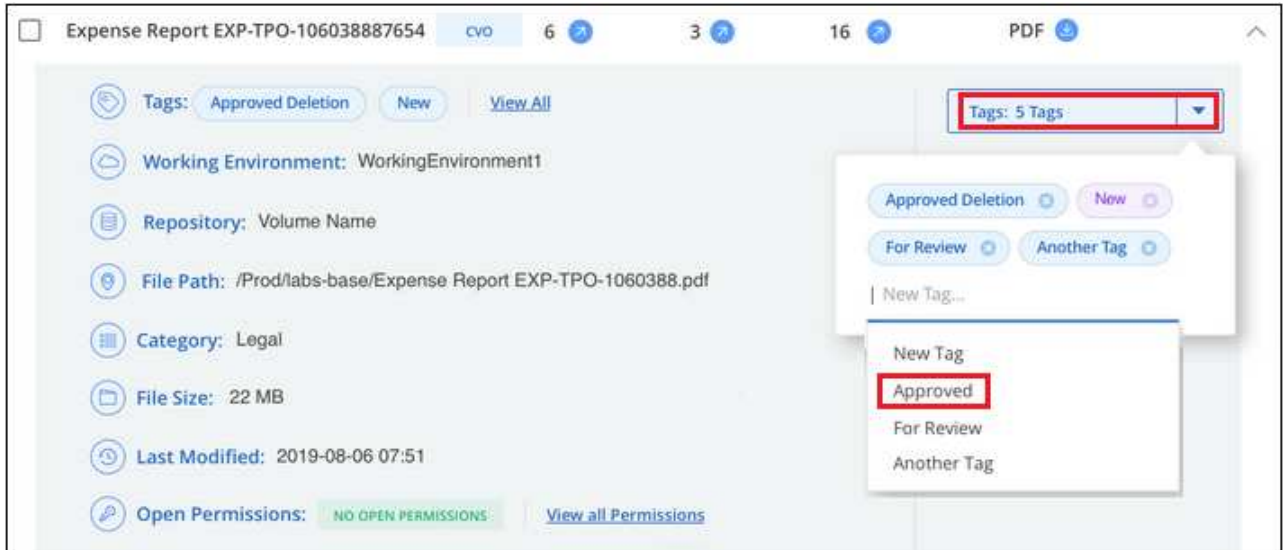 Expense Report EXP-TPO-106038887654 CVO 6 3 16 PDF
Tags: Approved Deletion New View All
Tags: 5 Tags
Working Environment: WorkingEnvironment1
Repository: Volume Name
File Path: /Prod/labs-base/Expense Report EXP-TPO-1060388.pdf
Category: Legal
File Size: 22 MB
Last Modified: 2019-08-06 07:51
Open Permissions: NO OPEN PERMISSIONS View all Permissions
Approved Deletion New
For Review Another Tag
New Tag...
New Tag
Approved
For Review
Another Tag